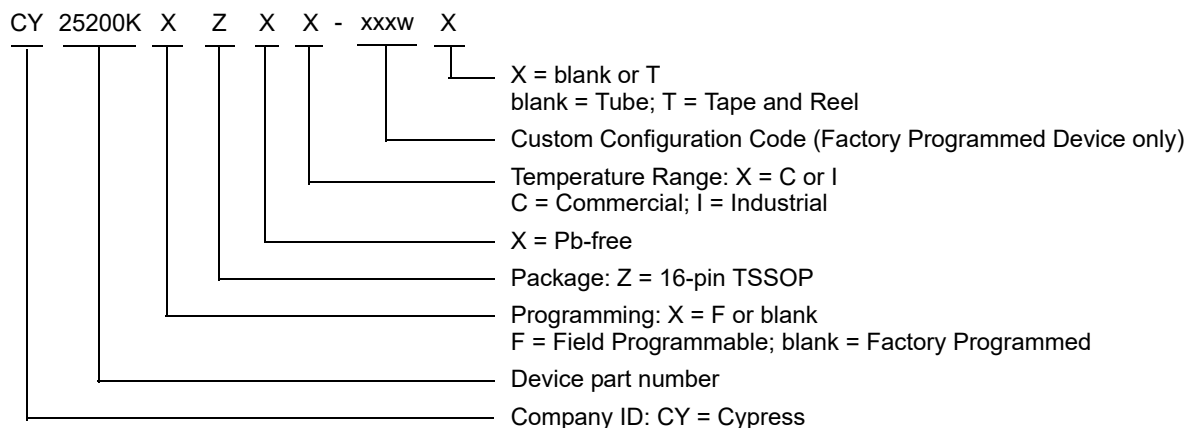 CY 25200K X Z X X - xxxw X
X = blank or T
blank = Tube; T = Tape and Reel
Custom Configuration Code (Factory Programmed Device only)
Temperature Range: X = C or I
C = Commercial; I = Industrial
X = Pb-free
Package: Z = 16-pin TSSOP
Programming: X = F or blank
F = Field Programmable; blank = Factory Programmed
Device part number
Company ID: CY = Cypress